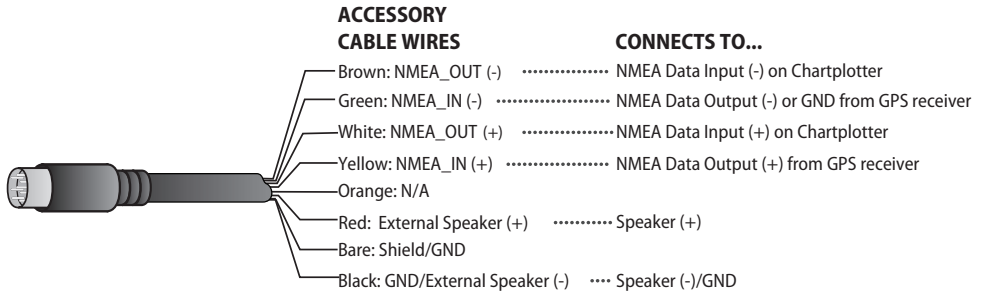 ACCESSORY
CABLE WIRES CONNECTS TO...
Brown: NMEA_OUT (-) NMEA Data Input (-) on Chartplotter
Green: NMEA_IN (-) NMEA Data Output (-) or GND from GPS receiver
White: NMEA_OUT (+) NMEA Data Input (+) on Chartplotter
Yellow: NMEA_IN (+) NMEA Data Output (+) from GPS receiver
Orange: N/A
Red: External Speaker (+) Speaker (+)
Bare: Shield/GND
Black: GND/External Speaker (-) Speaker (-)/GND